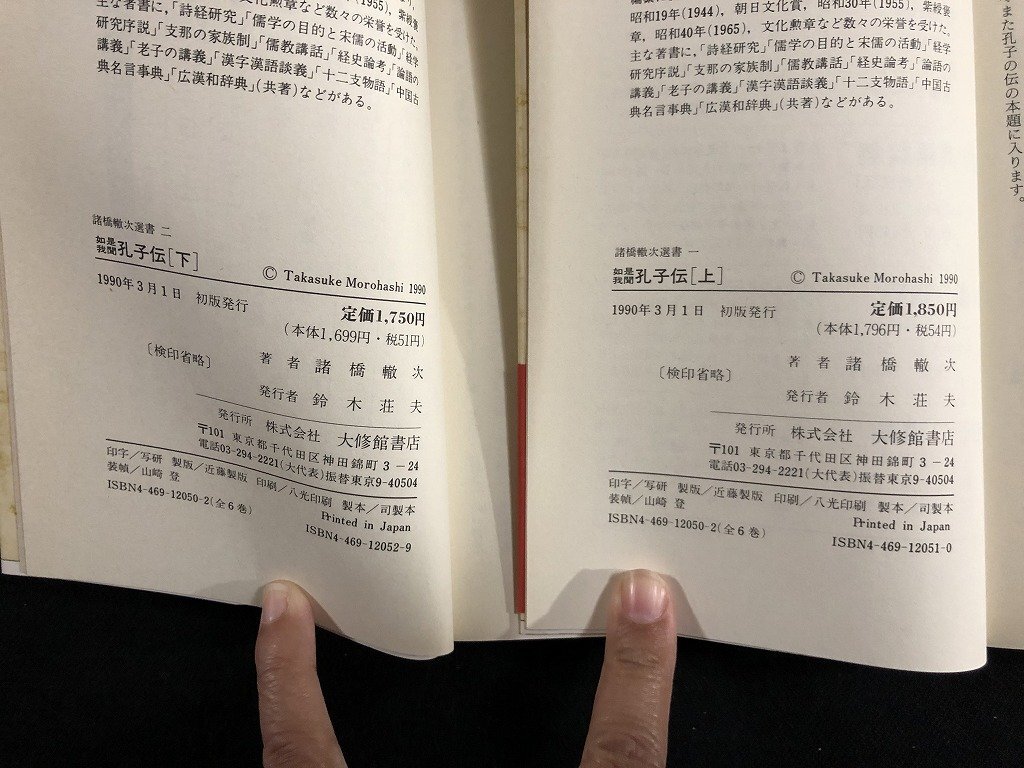 (1955), 紫綬
文化勲章など数々の栄誉を受けた。
主な著書に,「詩経研究」「儒学の目的と宋儒の活動」「経学
研究序説」「支那の家族制」「儒教講話」「経史論考」「論語の
講義」「老子の講義」「漢字漢語談義」「十二支物語」「中国古
典名言事典」「広漢和辞典」(共著)などがある。
諸橋轍次選書 二
如是我聞 孔子伝[下]
© Takasuke Morohashi 1990
1990年3月1日 初版発行
定価1,750円
(本体1,699円・税51円)
〔検印省略〕
著者 諸橋轍次
発行者 鈴木荘夫
発行所 株式会社 大修館書店
〒101 東京都千代田区神田錦町3-24
電話03-294-2221(大代表)振替東京9-40504
印字/写研 製版/近藤製版 印刷/八光印刷 製本/司製本
装幀/山崎 登
ISBN4-469-12050-2(全6巻)
Printed in Japan
ISBN4-469-12052-9
昭和19年(1944), 朝日文化賞, 昭和30年(1955), 紫綬褒
章, 昭和40年(1965), 文化勲章など数々の栄誉を受けた。
主な著書に,「詩経研究」「儒学の目的と宋儒の活動」「経学
研究序説」「支那の家族制」「儒教講話」「経史論考」「論語の
講義」「老子の講義」「漢字漢語談義」「十二支物語」「中国古
典名言事典」「広漢和辞典」(共著)などがある。
諸橋轍次選書 一
如是我聞 孔子伝[上]
© Takasuke Morohashi 1990
1990年3月1日 初版発行
定価1,850円
(本体1,796円・税54円)
〔検印省略〕
著者 諸橋轍次
発行者 鈴木荘夫
発行所 株式会社 大修館書店
〒101 東京都千代田区神田錦町3-24
電話03-294-2221(大代表)振替東京9-40504
印字/写研 製版/近藤製版 印刷/八光印刷 製本/司製本
装幀/山崎 登
ISBN4-469-12050-2(全6巻)
Printed in Japan
ISBN4-469-12051-0
また孔子の伝の本題に入ります。